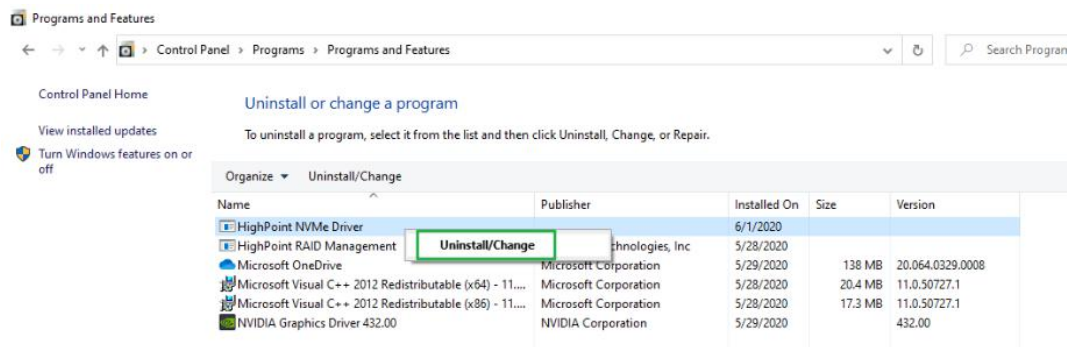 Programs and Features
Control Panel > Programs > Programs and Features
Search Progran
Control Panel Home
Uninstall or change a program
View installed updates
To uninstall a program, select it from the list and then click Uninstall, Change, or Repair.
Turn Windows features on or
off
Organize Uninstall/Change
Name Publisher Installed On Size Version
HighPoint NVMe Driver 6/1/2020
HighPoint RAID Management chnologies, Inc 5/28/2020
Uninstall/Change
Microsoft OneDrive Microsoft Corporation 5/29/2020 138 MB 20.064.0329.0008
Microsoft Visual C++ 2012 Redistributable (x64) - 11.... Microsoft Corporation 5/28/2020 20.4 MB 11.0.50727.1
Microsoft Visual C++ 2012 Redistributable (x86) - 11.... Microsoft Corporation 5/28/2020 17.3 MB 11.0.50727.1
NVIDIA Graphics Driver 432.00 NVIDIA Corporation 5/29/2020 432.00